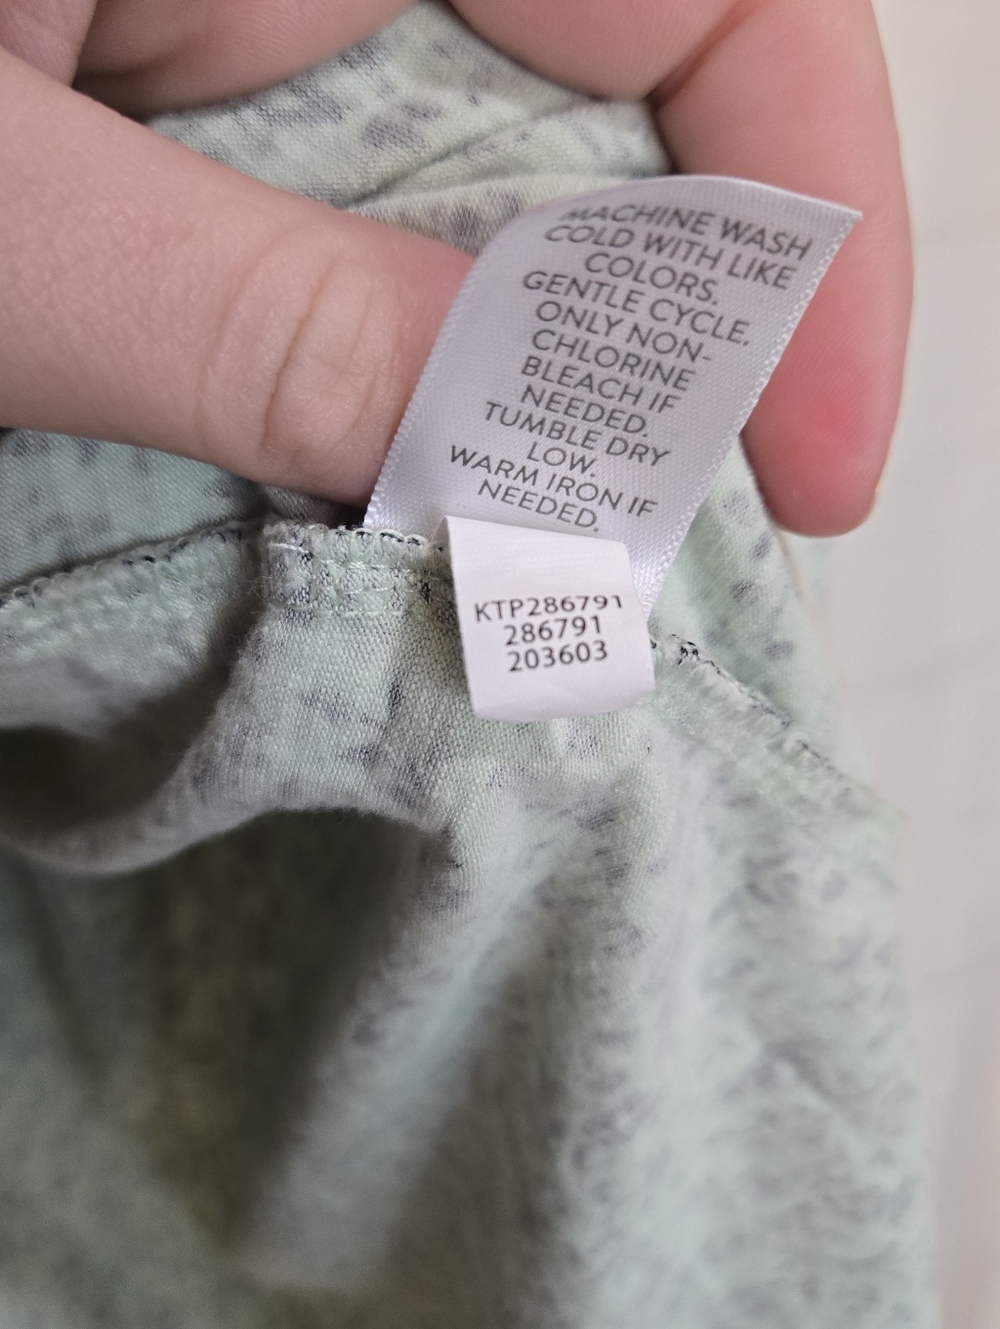 MACHINE WASH
COLD WITH LIKE
COLORS.
GENTLE CYCLE.
ONLY NON-
CHLORINE
BLEACH IF
NEEDED.
TUMBLE DRY
LOW.
WARM IRON IF
NEEDED.
KTP286791
286791
203603